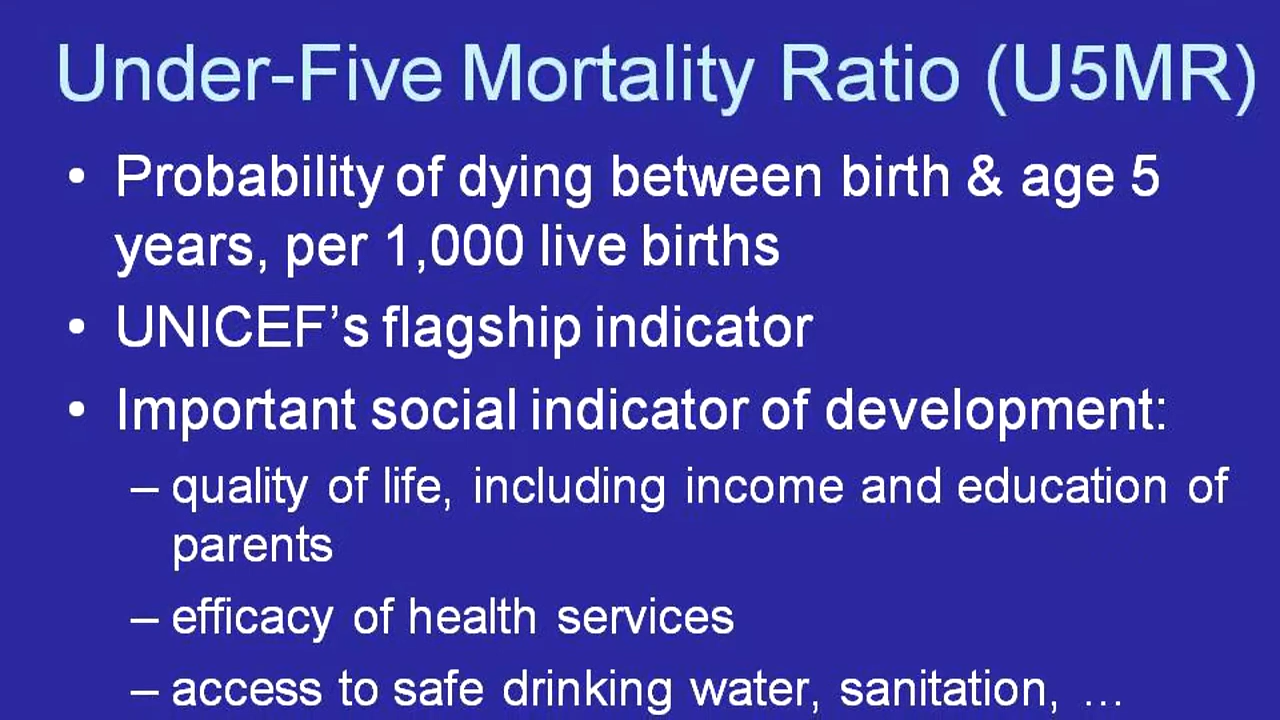 Under-Five Mortality Ratio (U5MR)
• Probability of dying between birth & age 5
years, per 1,000 live births
• UNICEF’s flagship indicator
• Important social indicator of development:
– quality of life, including income and education of
parents
– efficacy of health services
– access to safe drinking water, sanitation, ...